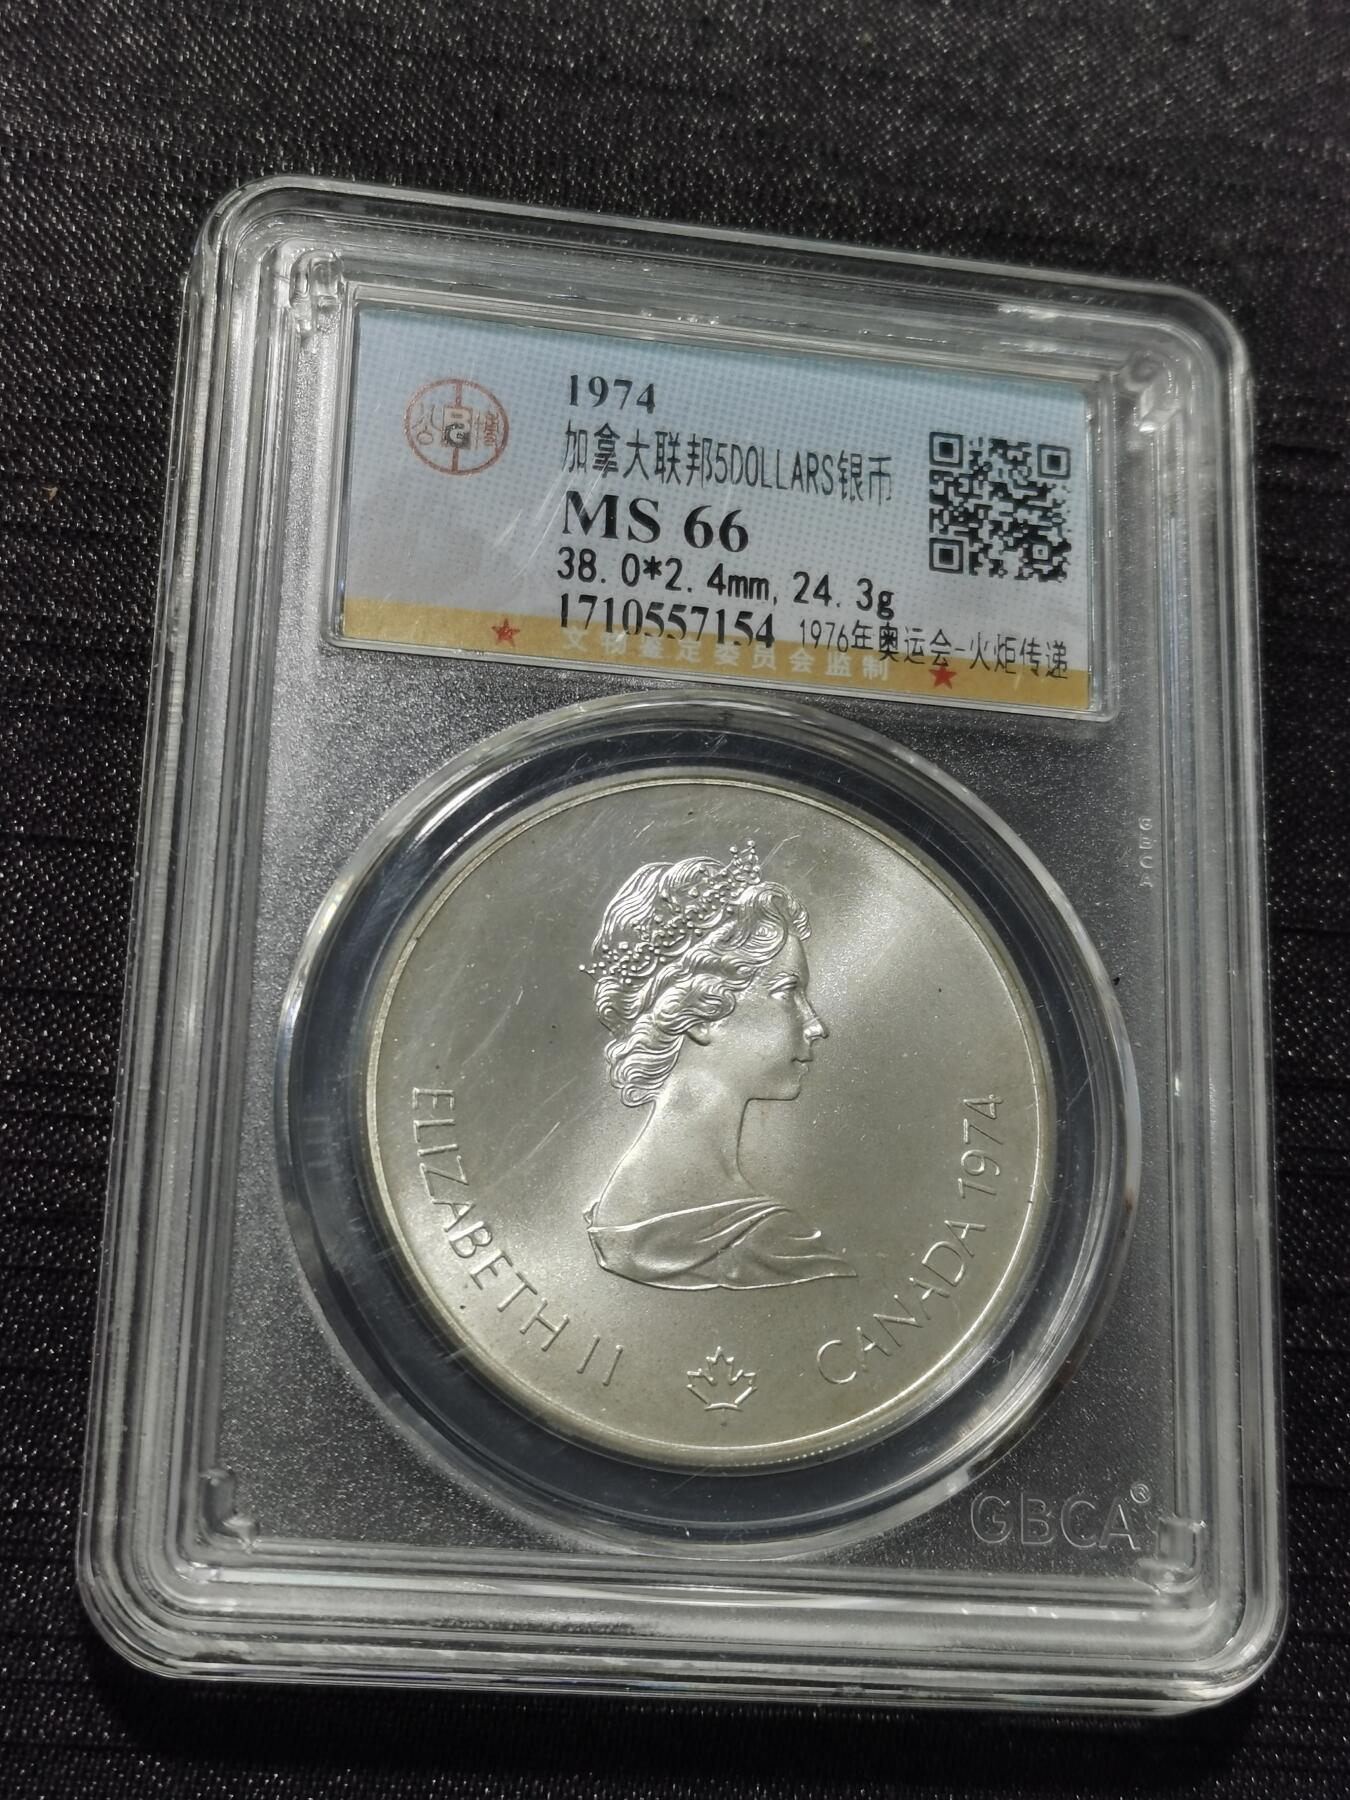 1974
加拿大联邦5DOLLARS银币
MS 66
38.0*2.4mm, 24.3g
1710557154 1976年奥运会-火炬传递
文物鉴定委员会监制
公 博
GBCA
ELIZABETH II
CANADA 1974
GBCA®